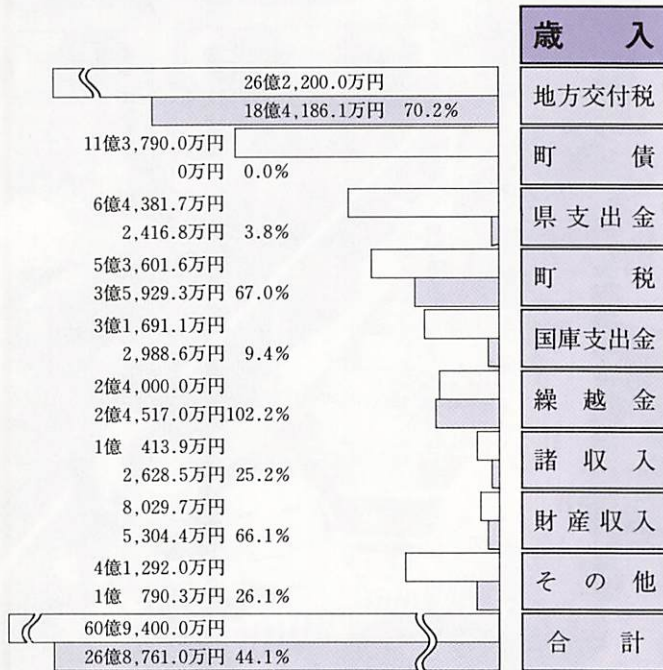 歳入
26億2,200.0万円
18億4,186.1万円 70.2%
地方交付税
11億3,790.0万円
0万円 0.0%
町債
6億4,381.7万円
2,416.8万円 3.8%
県支出金
5億3,601.6万円
3億5,929.3万円 67.0%
町税
3億1,691.1万円
2,988.6万円 9.4%
国庫支出金
2億4,000.0万円
2億4,517.0万円102.2%
繰越金
1億 413.9万円
2,628.5万円 25.2%
諸収入
8,029.7万円
5,304.4万円 66.1%
財産収入
4億1,292.0万円
1億 790.3万円 26.1%
その他
60億9,400.0万円
26億8,761.0万円 44.1%
合計